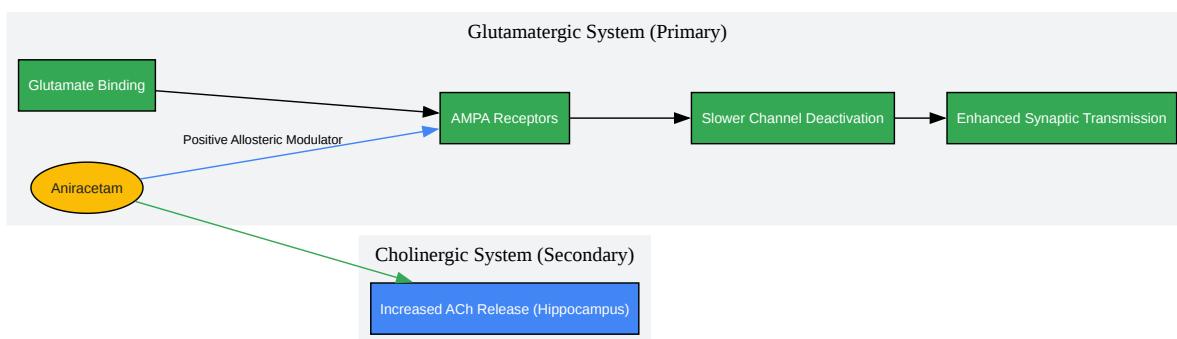 Glutamatergic System (Primary)
Glutamate Binding
AMPA Receptors
Slower Channel Deactivation
Enhanced Synaptic Transmission
Positive Allosteric Modulator
Aniracetam
Cholinergic System (Secondary)
Increased ACh Release (Hippocampus)